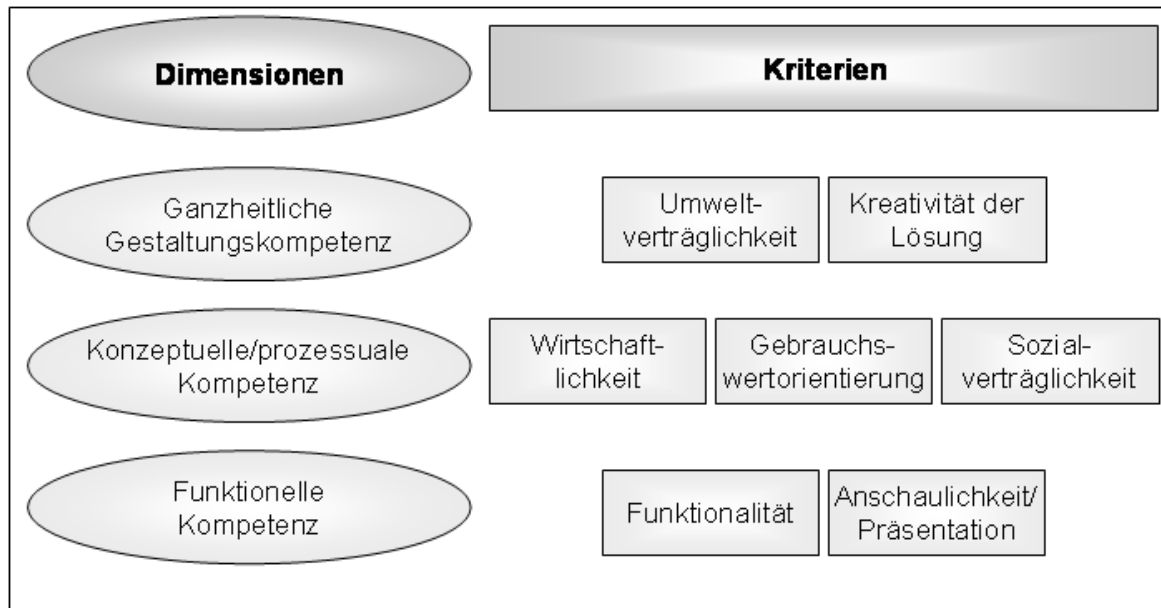 Dimensionen
Kriterien
Ganzheitliche
Gestaltungskompetenz
Umwelt-
verträglichkeit
Kreativität der
Lösung
Konzeptuelle/prozessuale
Kompetenz
Wirtschaft-
lichkeit
Gebrauchs-
wertorientierung
Sozial-
verträglichkeit
Funktionelle
Kompetenz
Funktionalität
Anschaulichkeit/
Präsentation